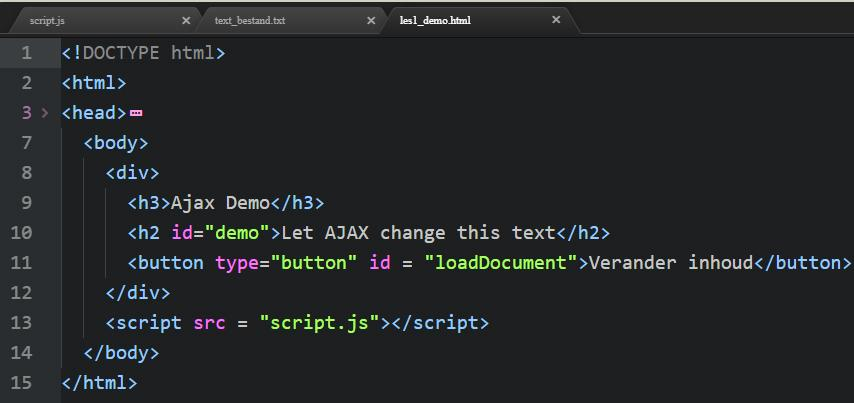 script.js × text_bestand.txt × les1_demo.html ×
1 <!DOCTYPE html>
2 <html>
3 > <head>
7 <body>
8 <div>
9 <h3>Ajax Demo</h3>
10 <h2 id="demo">Let AJAX change this text</h2>
11 <button type="button" id = "loadDocument">Verander inhoud</button>
12 </div>
13 <script src = "script.js"></script>
14 </body>
15 </html>